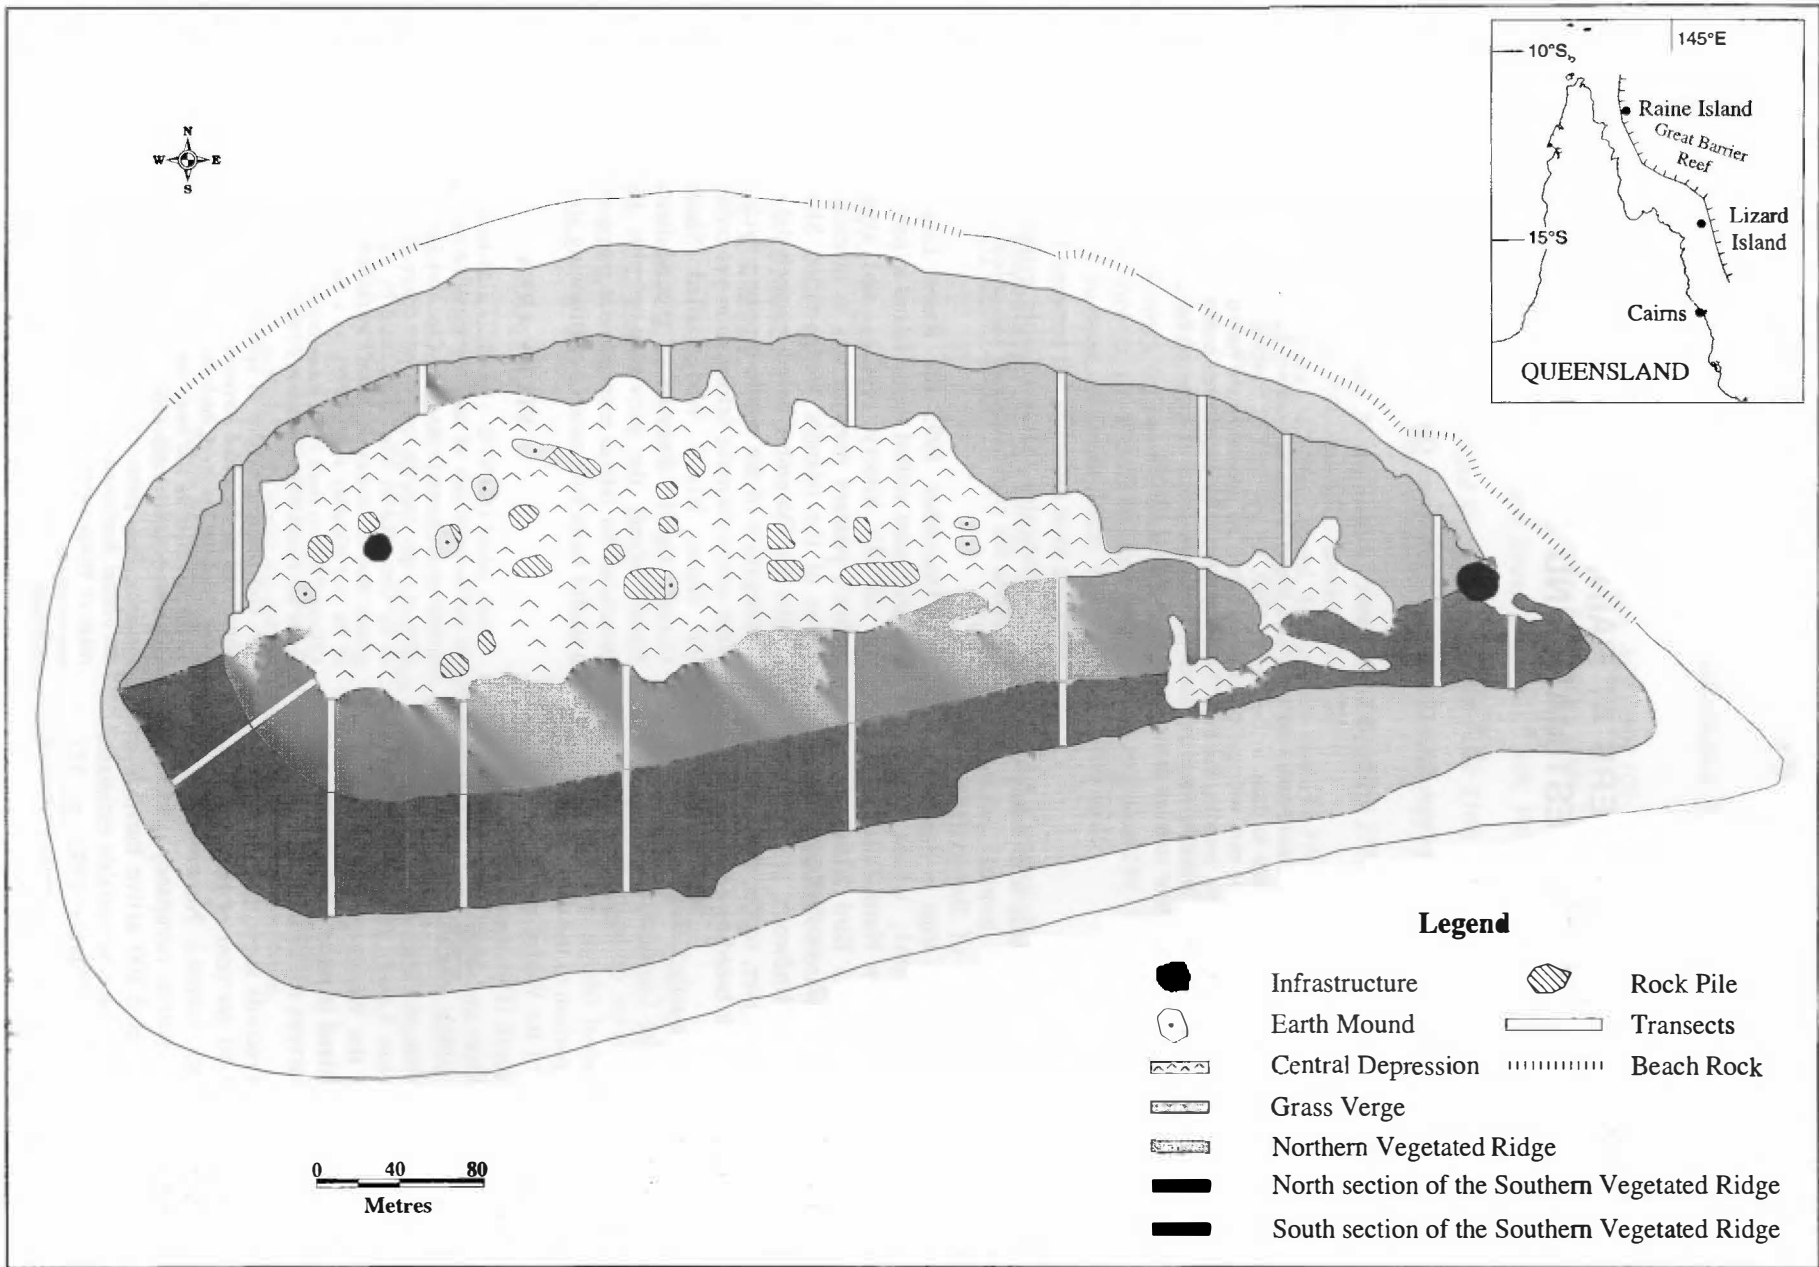 N
W E
S
145°E
10°S
Raine Island
Great Barrier
Reef
Lizard
Island
15°S
Cairns
QUEENSLAND
Legend
Infrastructure
Rock Pile
Earth Mound
Transects
Central Depression
Beach Rock
Grass Verge
Northern Vegetated Ridge
North section of the Southern Vegetated Ridge
South section of the Southern Vegetated Ridge
0 40 80
Metres